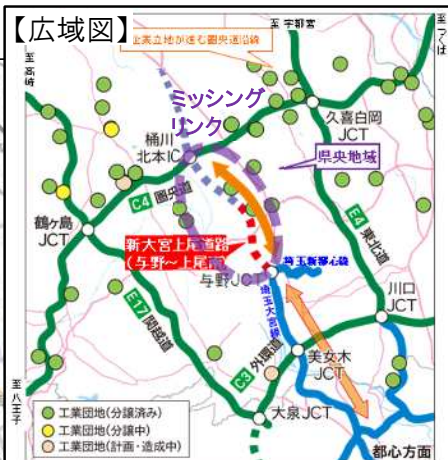 【広域図】
至 宇都宮
至 つくば
企業立地が進む圏央道沿線
至 高崎
ミッシング
リンク
久喜白岡
JCT
桶川
北本IC
県央地域
C4 圏央道
E4 東北道
鶴ヶ島
JCT
新大宮上尾道路
(与野~上尾南)
埼玉新都心線
与野JCT
川口
JCT
E17 関越道
埼玉大宮線
C3 外環道
美女木
JCT
至 八王子
大泉JCT
工業団地(分譲済み)
工業団地(分譲中)
工業団地(計画・造成中)
都心方面